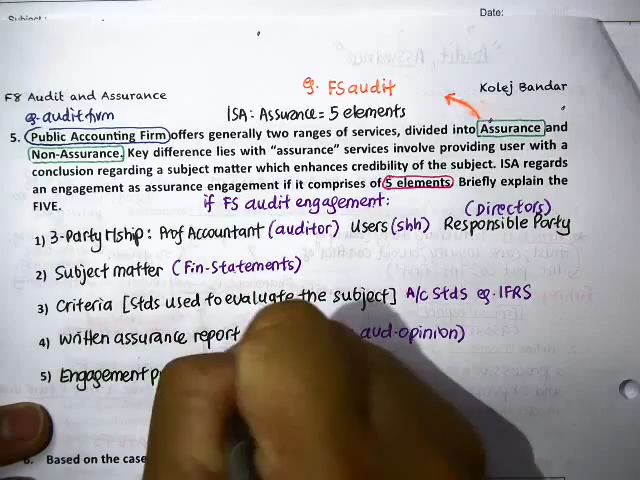 Date:
Subject:
eg. FS audit
F8 Audit and Assurance
Kolej Bandar
eg. audit firm
ISA: Assurance = 5 elements
5. Public Accounting Firm offers generally two ranges of services, divided into Assurance and
Non-Assurance. Key difference lies with "assurance" services involve providing user with a
conclusion regarding a subject matter which enhances credibility of the subject. ISA regards
an engagement as assurance engagement if it comprises of 5 elements. Briefly explain the
FIVE.
if FS audit engagement:
(Directors)
1) 3-Party r/ship: Prof Accountant (auditor) Users (shh) Responsible Party
2) Subject matter (Fin-Statements)
3) Criteria [Stds used to evaluate the subject] A/C Stds eg. IFRS
4) Written assurance report aud-opinion)
5) Engagement
6. Based on the case